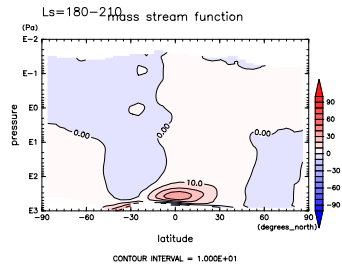 Ls=180-210
mass stream function
(Pa)
E-2
E-1
E0
E1
E2
E3
pressure
0.00
0.00
0.00
10.0
-90
-60
-30
0
30
60
90
(degrees_north)
latitude
90
60
30
0
-30
-60
-90
CONTOUR INTERVAL = 1.000E+01